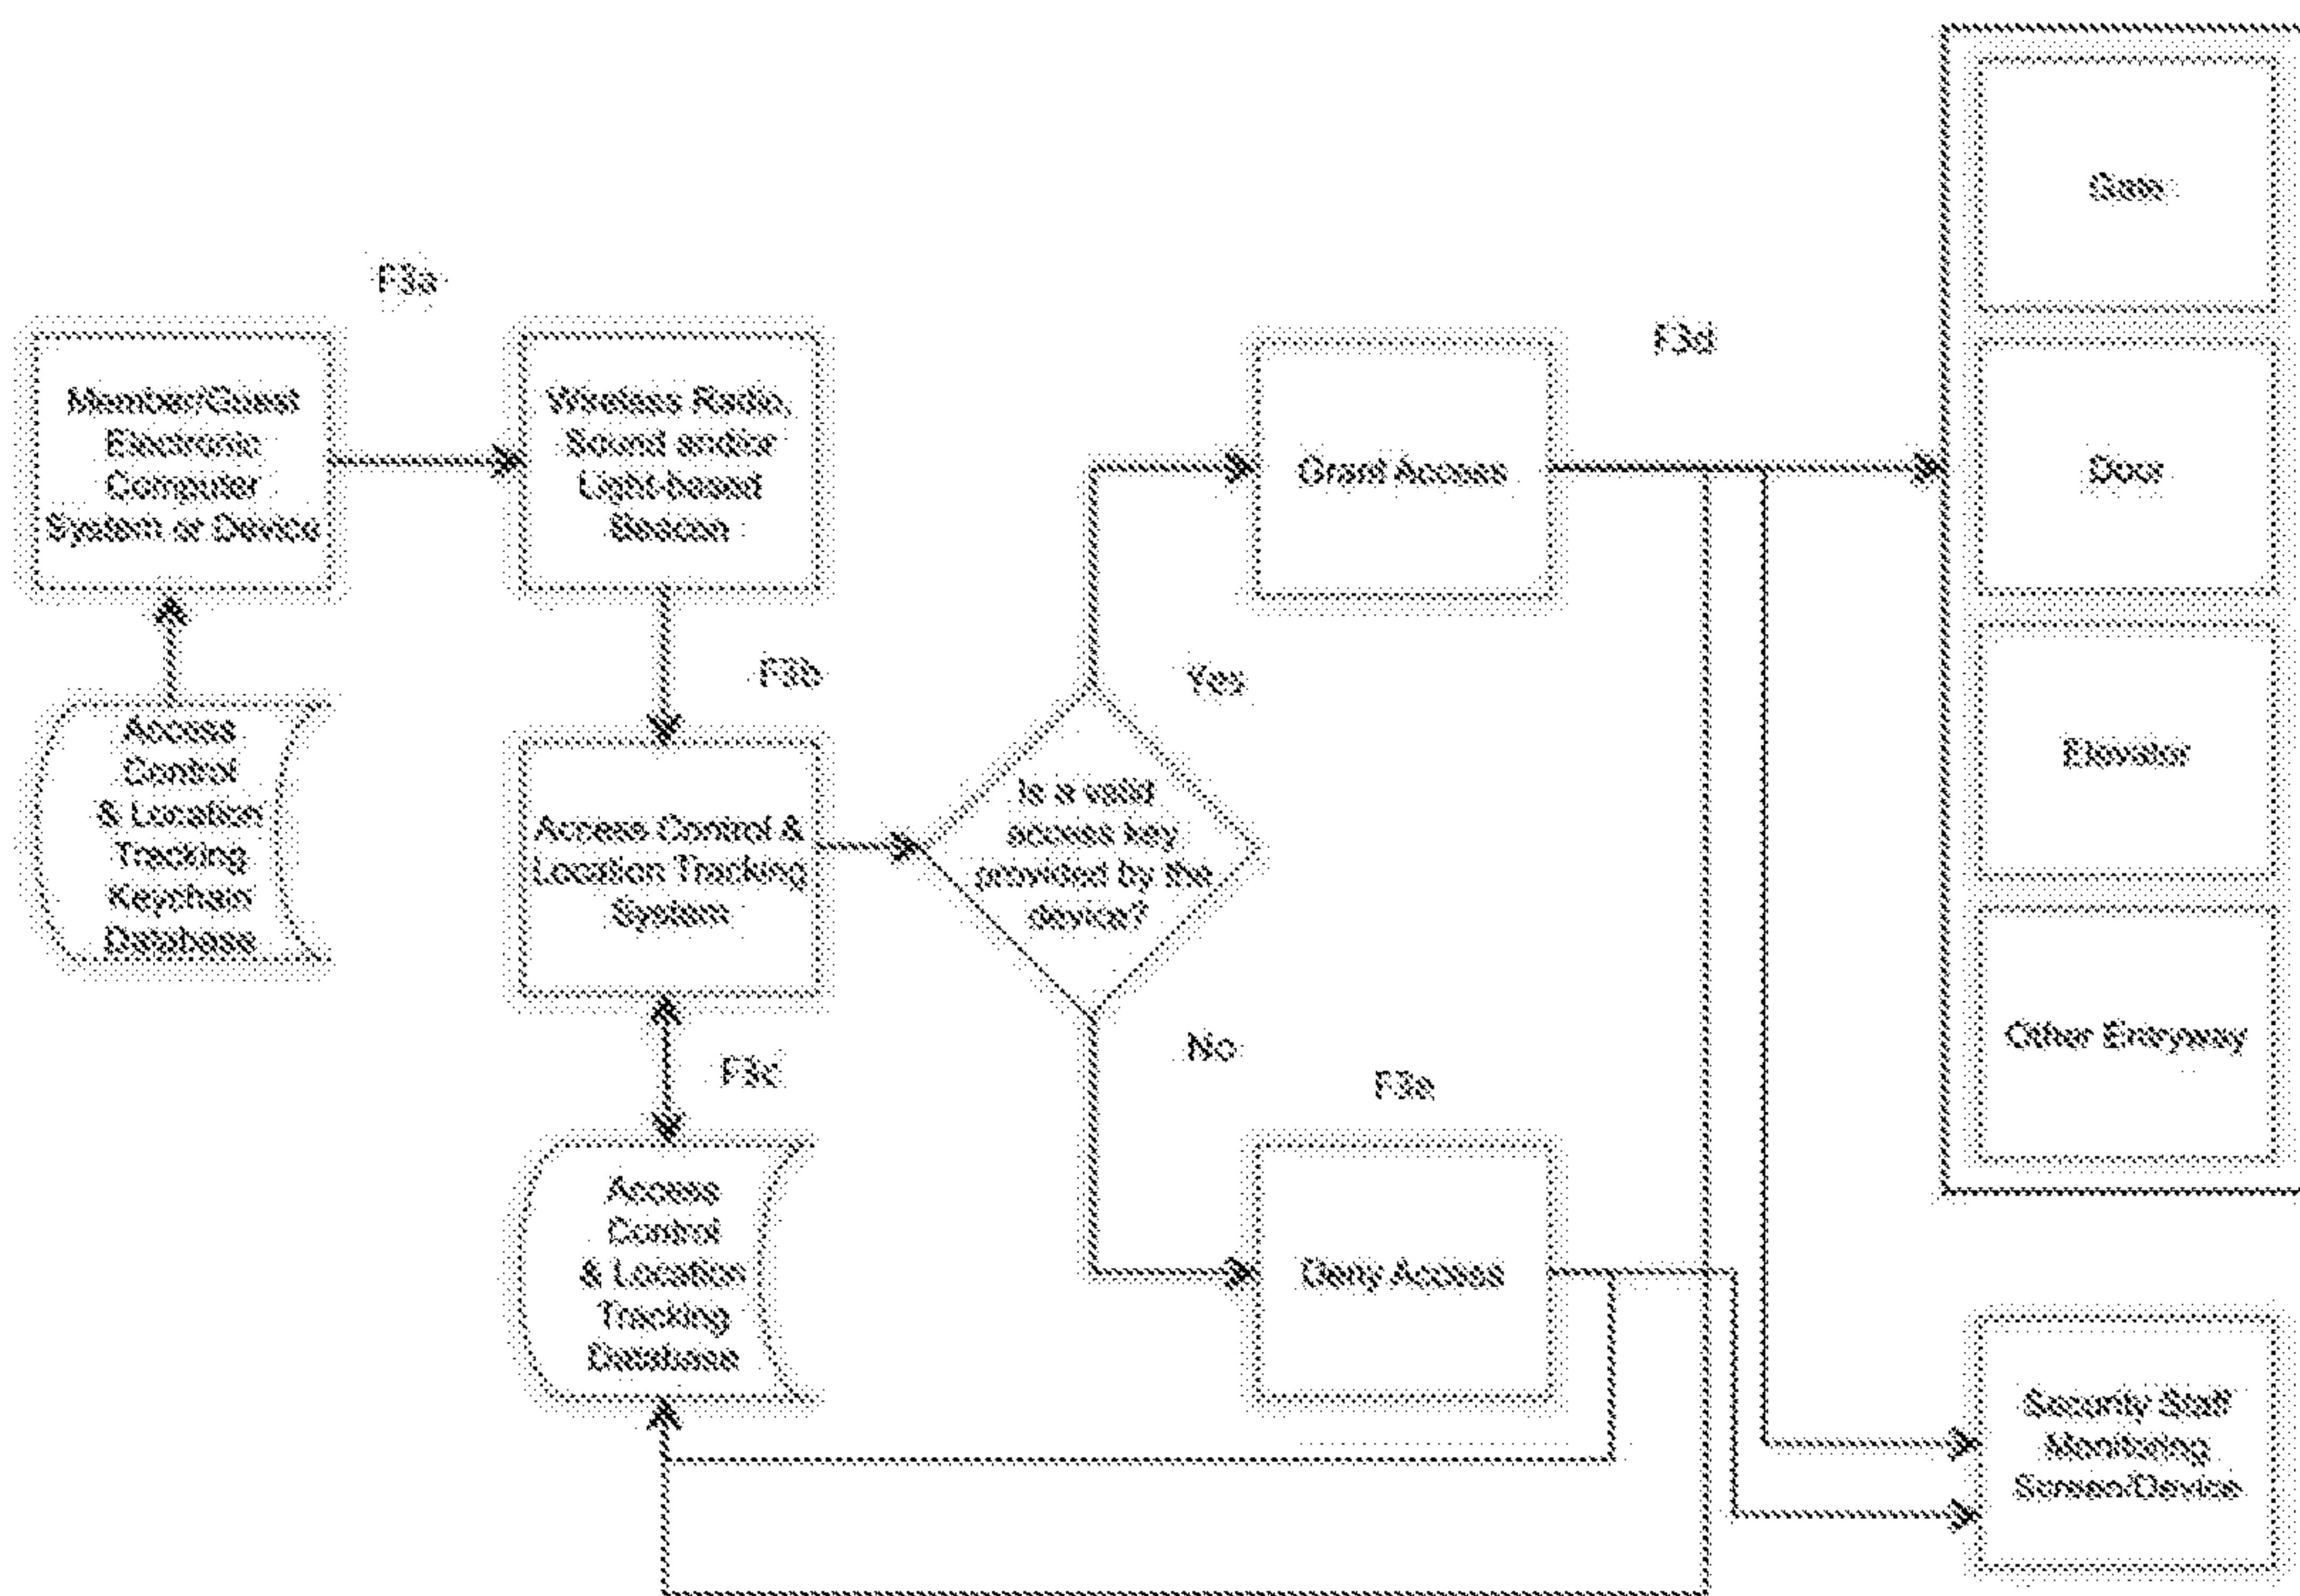 F3a
Member/Guest
Electronic
Computer
System or Device
Wireless Radio,
Sound and/or
Light-based
Beacon
Access
Control
& Location
Tracking
Keychain
Database
F3b
Access Control &
Location Tracking
System
F3c
Access
Control
& Location
Tracking
Database
Is a valid
access key
provided by the
device?
Yes
No
Grant Access
F3d
F3e
Deny Access
Gate
Door
Elevator
Other Entryway
Security Staff
Monitoring
Screen/Device